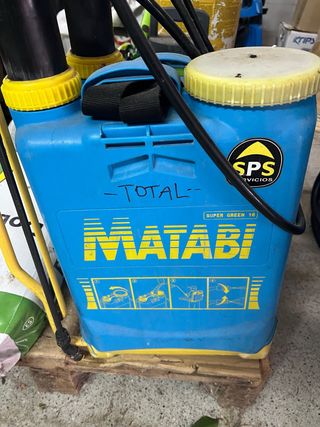 SPS
SERVICIOS
-TOTAL-
SUPER GREEN 16
MATABI